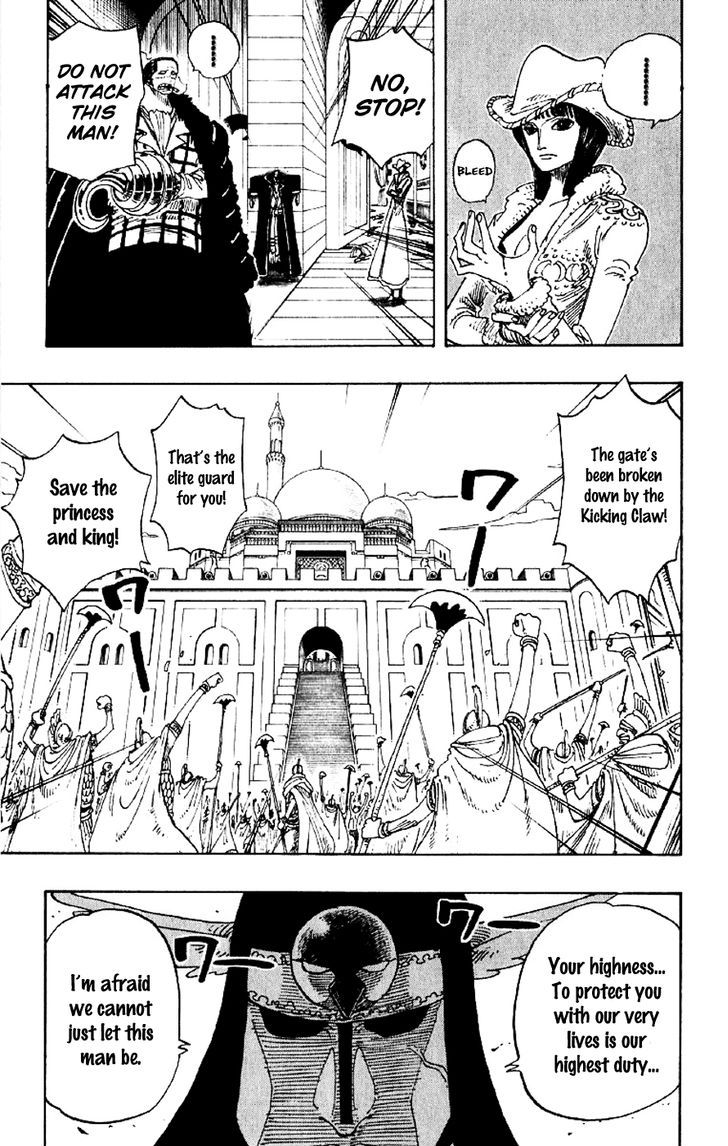 ..........
BLEED
NO,
STOP!
.......
DO NOT
ATTACK
THIS
MAN!
The gate's
been broken
down by the
Kicking Claw!
ワー
That's the
elite guard
for you!
Save the
princess
and king!
ワー
Your highness...
To protect you
with our very
lives is our
highest duty...
ワー
ワー
I'm afraid
we cannot
just let this
man be.